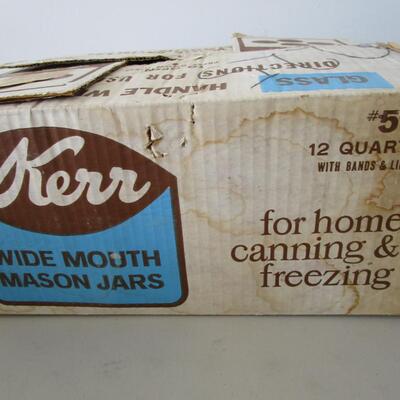 GLASS
DIRECTIONS FOR US
HANDLE W
Kerr
WIDE MOUTH
MASON JARS
#5
12 QUART
WITH BANDS & LI
for home
canning &
freezing